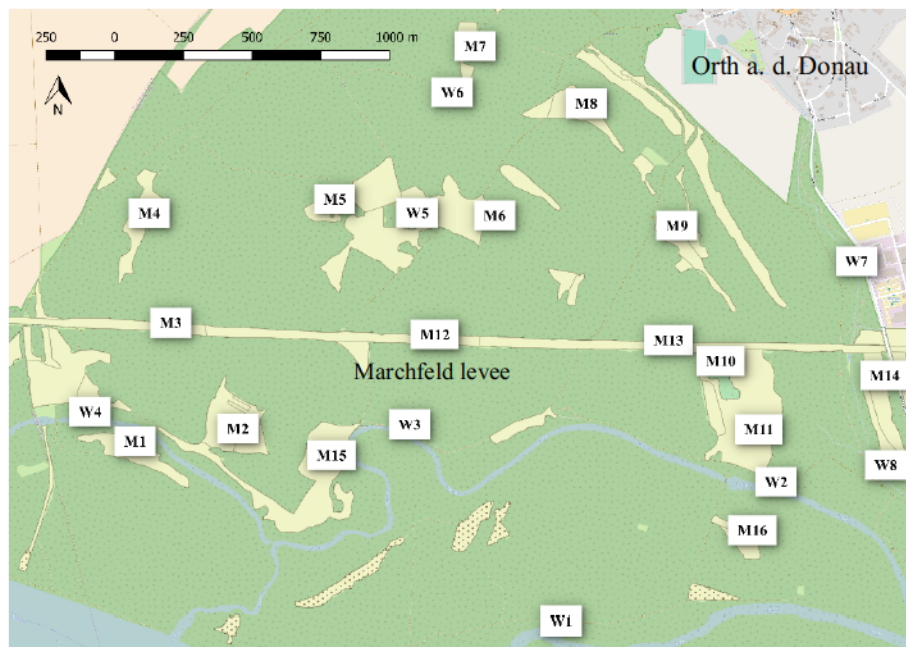 250 0 250 500 750 1000 m
N
M7
Orth a. d. Donau
W6
M8
M5
M4
W5
M6
M9
W7
M3
M12
M13
M10
Marchfeld levee
M14
W4
M2
W3
M11
M1
M15
W8
W2
M16
W1